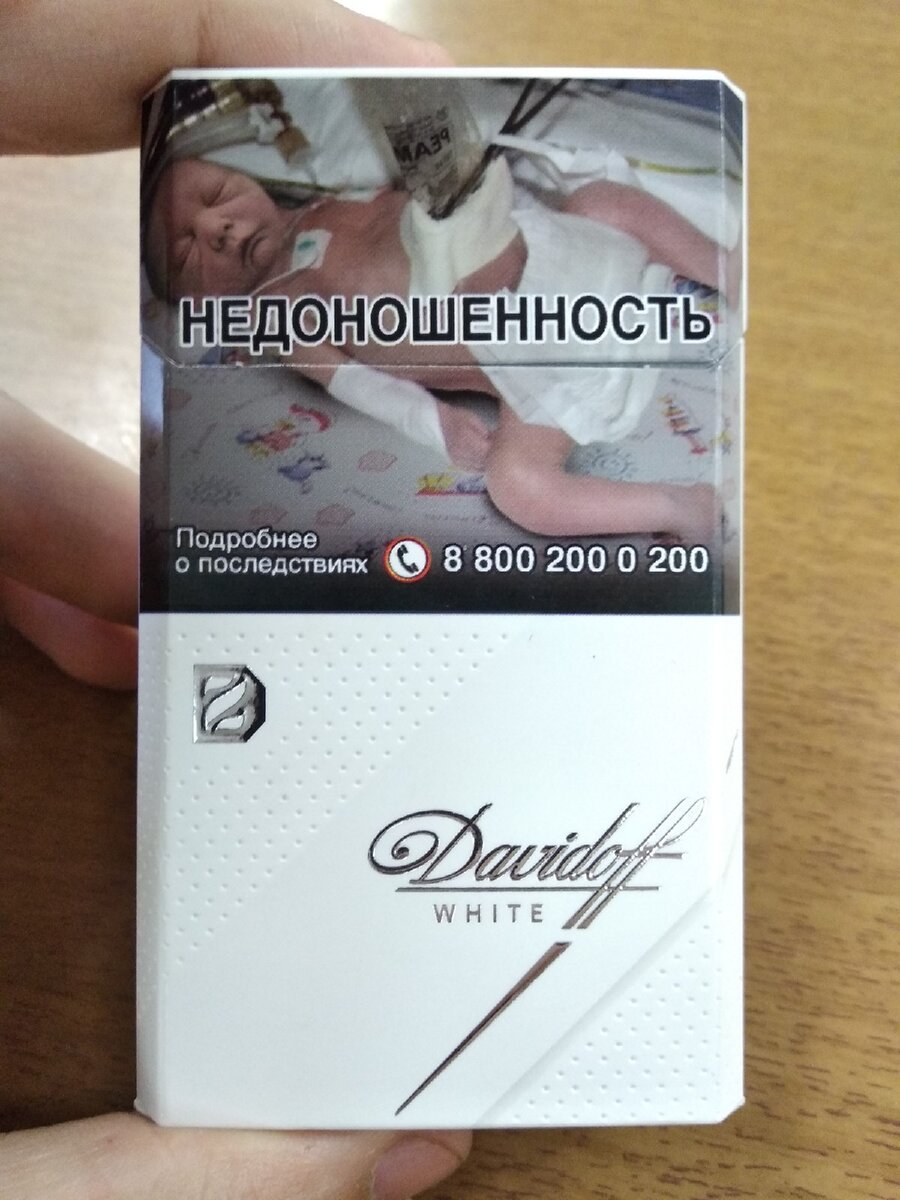 НЕДОНОШЕННОСТЬ
Подробнее
о последствиях 8 800 200 0 200
Davidoff
WHITE